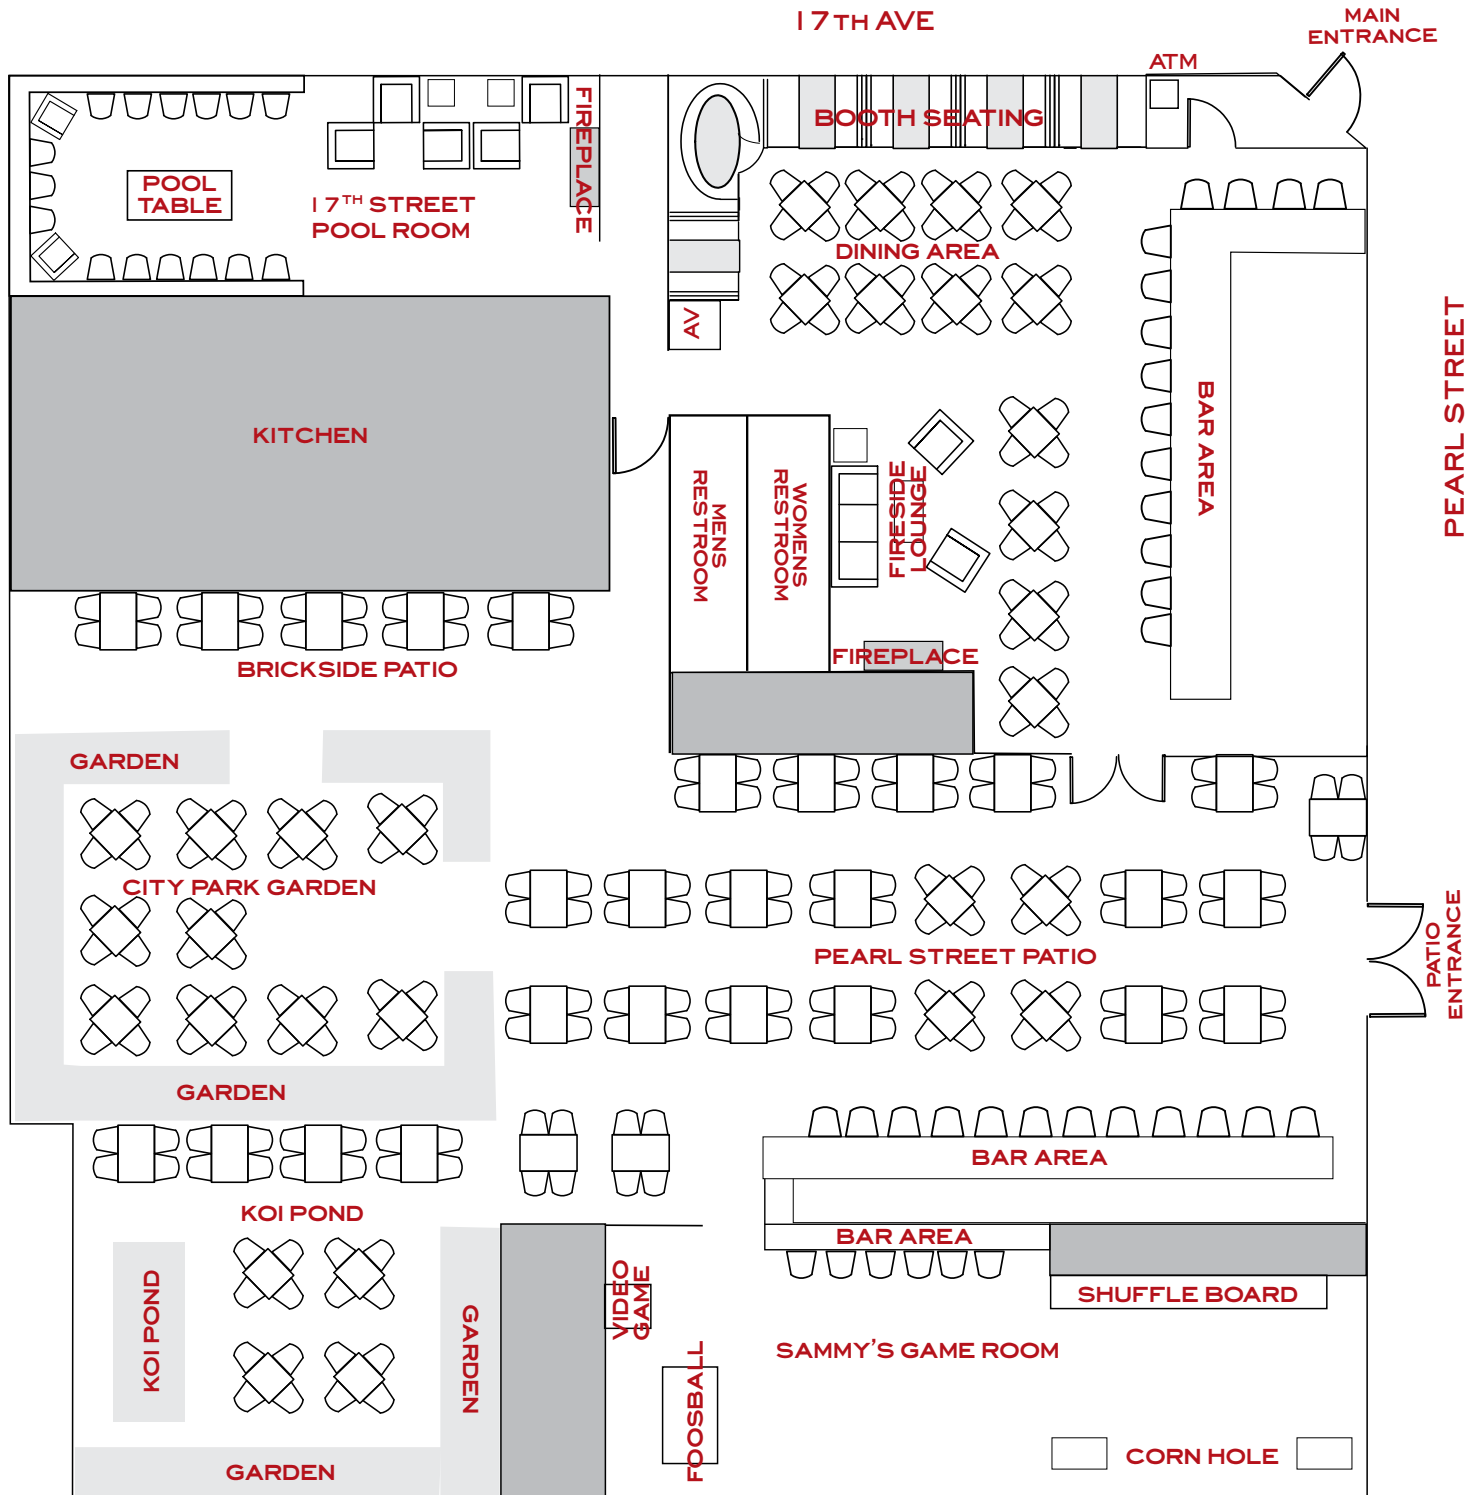 17TH AVE
MAIN
ENTRANCE
ATM
FIREPLACE
BOOTH SEATING
POOL
TABLE
17TH STREET
POOL ROOM
DINING AREA
AV
PEARL STREET
KITCHEN
BAR AREA
MENS
RESTROOM
WOMENS
RESTROOM
FIRESIDE
LOUNGE
FIREPLACE
BRICKSIDE PATIO
GARDEN
CITY PARK GARDEN
PEARL STREET PATIO
PATIO
ENTRANCE
GARDEN
BAR AREA
KOI POND
BAR AREA
VIDEO
GAME
SHUFFLE BOARD
KOI POND
GARDEN
SAMMY'S GAME ROOM
FOOSBALL
CORN HOLE
GARDEN